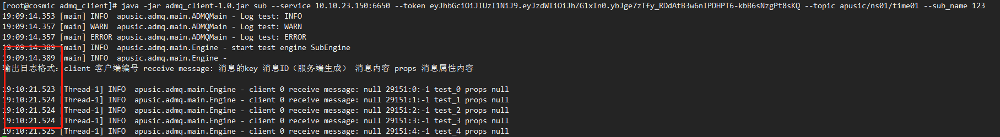 [root@cosmic admq_client]# java -jar admq_client-1.0.jar sub --service 10.10.23.150:6650 --token eyJhbGciOiJIUzI1NiJ9.eyJzdWIiOiJhZG1xIn0.ybJge7zTfy_RDdAtB3w6nIPDHPT6-kbB6sNzgPt8sKQ --topic apusic/ns01/time01 --sub_name 123
19:09:14.353 [main] INFO  apusic.admq.main.ADMQMain - Log test: INFO
19:09:14.357 [main] WARN  apusic.admq.main.ADMQMain - Log test: WARN
19:09:14.357 [main] ERROR apusic.admq.main.ADMQMain - Log test: ERROR
19:09:14.389 [main] INFO  apusic.admq.main.Engine - start test engine SubEngine
19:09:14.389 [main] INFO  apusic.admq.main.Engine -
输出日志格式：client 客户端编号 receive message: 消息的key 消息ID（服务端生成） 消息内容 props 消息属性内容
19:10:21.523 [Thread-1] INFO  apusic.admq.main.Engine - client 0 receive message: null 29151:0:-1 test_0 props null
19:10:21.524 [Thread-1] INFO  apusic.admq.main.Engine - client 0 receive message: null 29151:1:-1 test_1 props null
19:10:21.524 [Thread-1] INFO  apusic.admq.main.Engine - client 0 receive message: null 29151:2:-1 test_2 props null
19:10:21.524 [Thread-1] INFO  apusic.admq.main.Engine - client 0 receive message: null 29151:3:-1 test_3 props null
19:10:21.525 [Thread-1] INFO  apusic.admq.main.Engine - client 0 receive message: null 29151:4:-1 test_4 props null